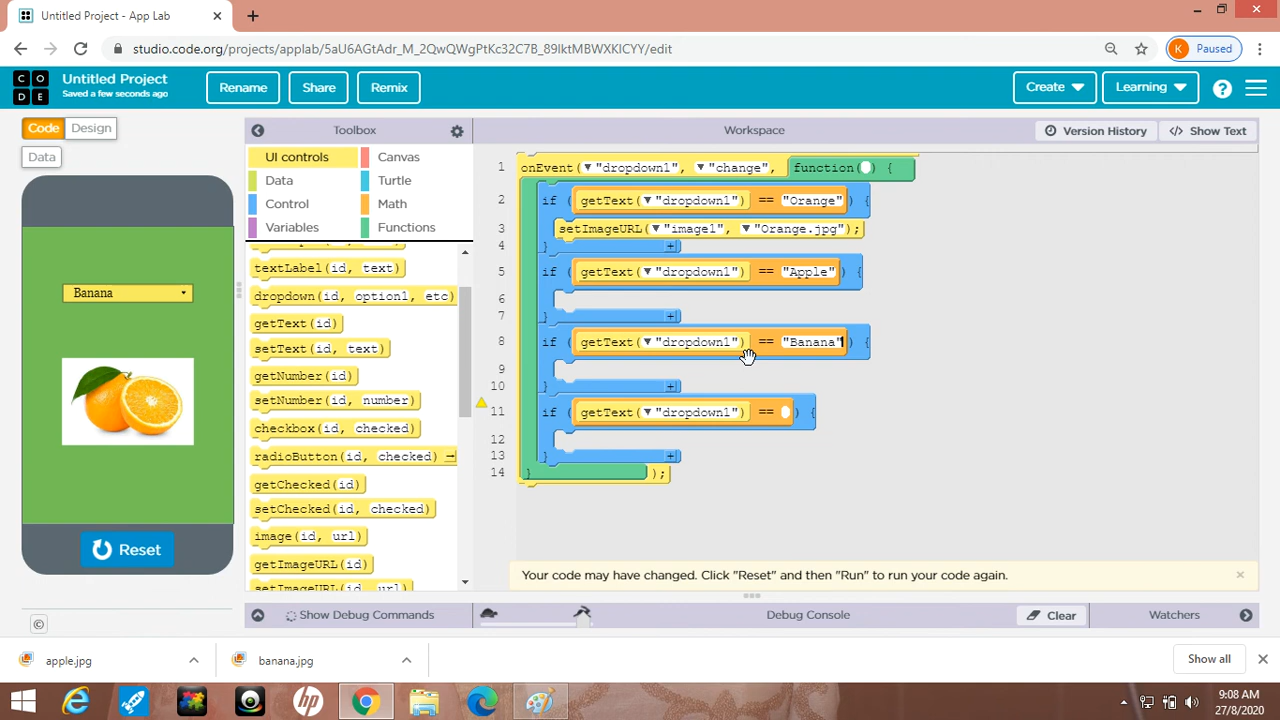 Untitled Project - App Lab
studio.code.org/projects/applab/5aU6AGtAdr_M_2QwQWgPtKc32C7B_89lktMBWXKICYY/edit
K Paused
CODE
Untitled Project
Saved a few seconds ago
Rename
Share
Remix
Create
Learning
?
Code
Design
Data
Toolbox
Workspace
Version History
Show Text
UI controls
Canvas
Data
Turtle
Control
Math
Variables
Functions
textLabel(id, text)
dropdown(id, option1, etc)
getText(id)
setText(id, text)
getNumber(id)
setNumber(id, number)
checkbox(id, checked)
radioButton(id, checked)
getChecked(id)
setChecked(id, checked)
image(id, url)
getImageURL(id)
setImageURL(id, url)
Banana
Reset
1 onEvent("dropdown1", "change", function( ) {
2 if (getText("dropdown1") == "Orange") {
3 setImageURL("image1", "Orange.jpg");
4 }
5 if (getText("dropdown1") == "Apple") {
6
7 }
8 if (getText("dropdown1") == "Banana") {
9
10 }
11 if (getText("dropdown1") == ) {
12
13 }
14 } );
Your code may have changed. Click "Reset" and then "Run" to run your code again.
Show Debug Commands
Debug Console
Clear
Watchers
apple.jpg
banana.jpg
Show all
hp
9:08 AM
27/8/2020